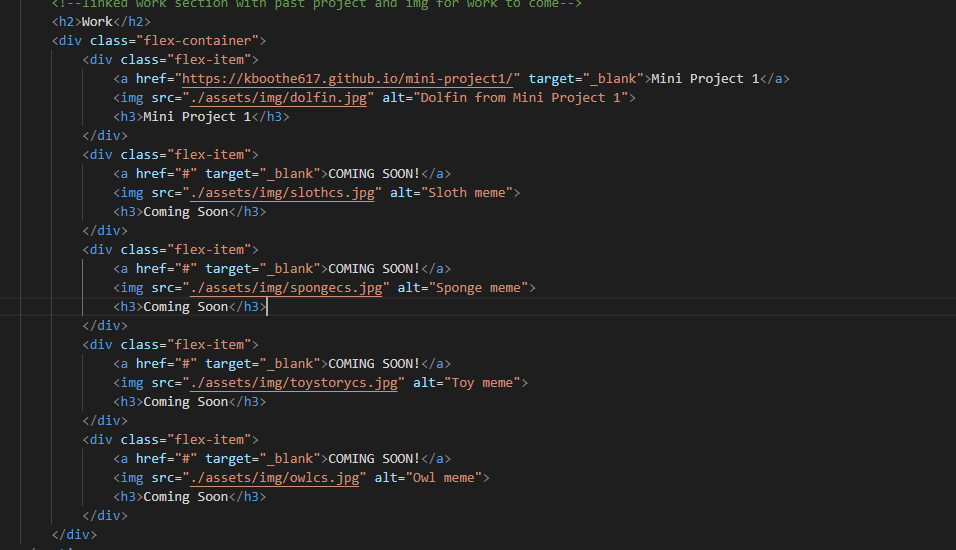 <!--linked work section with past project and img for work to come-->
<h2>Work</h2>
<div class="flex-container">
<div class="flex-item">
<a href="https://kboothe617.github.io/mini-project1/" target="_blank">Mini Project 1</a>
<img src="./assets/img/dolfin.jpg" alt="Dolfin from Mini Project 1">
<h3>Mini Project 1</h3>
</div>
<div class="flex-item">
<a href="#" target="_blank">COMING SOON!</a>
<img src="./assets/img/slothcs.jpg" alt="Sloth meme">
<h3>Coming Soon</h3>
</div>
<div class="flex-item">
<a href="#" target="_blank">COMING SOON!</a>
<img src="./assets/img/spongecs.jpg" alt="Sponge meme">
<h3>Coming Soon</h3>
</div>
<div class="flex-item">
<a href="#" target="_blank">COMING SOON!</a>
<img src="./assets/img/toystorycs.jpg" alt="Toy meme">
<h3>Coming Soon</h3>
</div>
<div class="flex-item">
<a href="#" target="_blank">COMING SOON!</a>
<img src="./assets/img/owlcs.jpg" alt="Owl meme">
<h3>Coming Soon</h3>
</div>
</div>